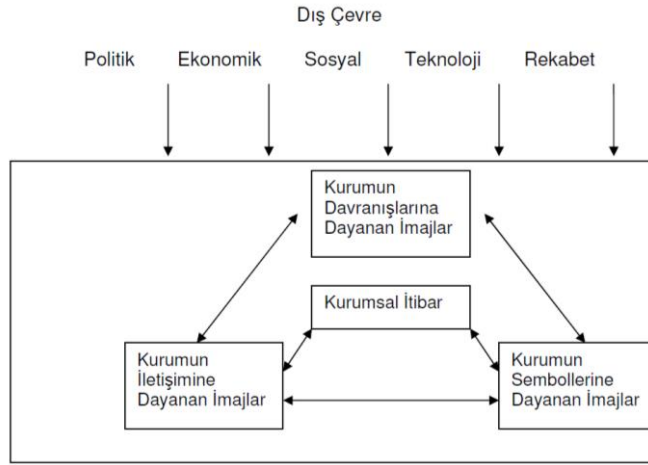 Dış Çevre
Politik Ekonomik Sosyal Teknoloji Rekabet
Kurumun
Davranışlarına
Dayanan İmajlar
Kurumsal İtibar
Kurumun
İletişimine
Dayanan İmajlar
Kurumun
Sembollerine
Dayanan İmajlar